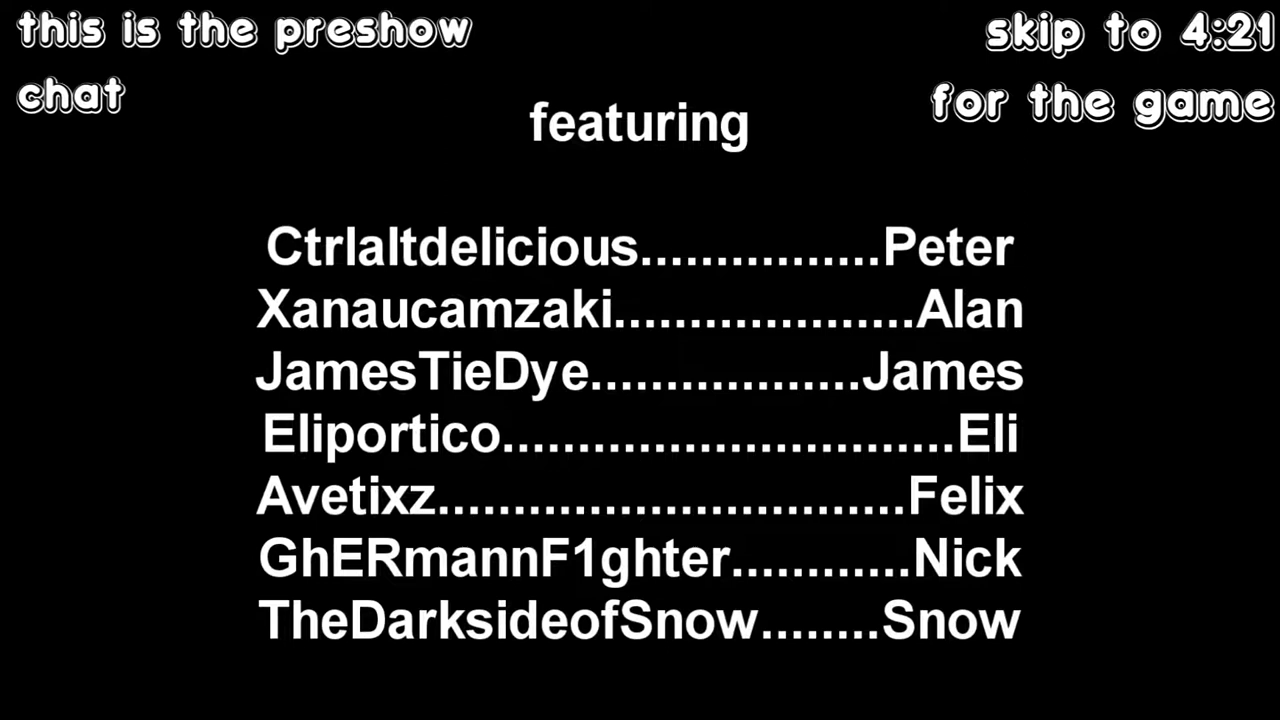 this is the preshow
chat
skip to 4:21
for the game
featuring
Ctrlaltdelicious................Peter
Xanaucamzaki....................Alan
JamesTieDye..................James
Eliportico..............................Eli
Avetixz...............................Felix
GhERmannF1ghter............Nick
TheDarksideofSnow........Snow